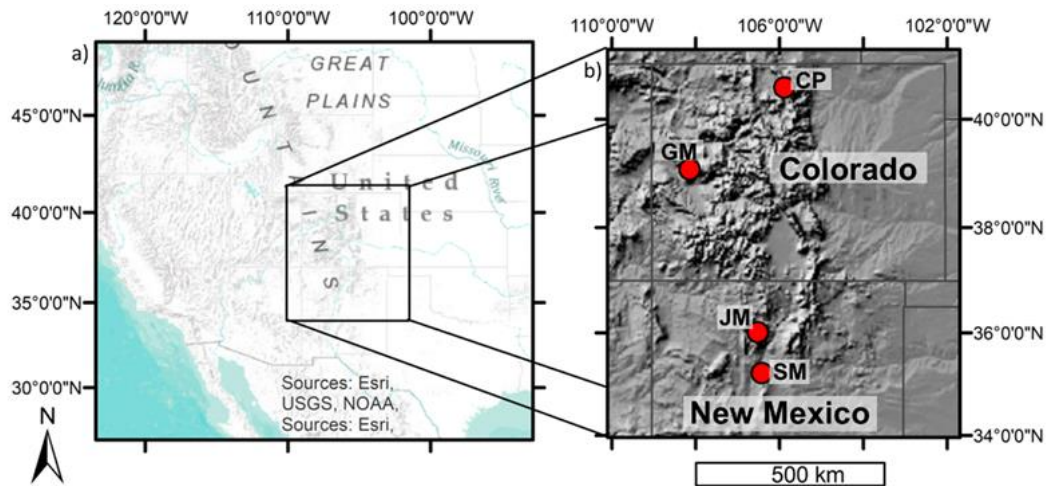 120°0'0"W 110°0'0"W 100°0'0"W
110°0'0"W 106°0'0"W 102°0'0"W
a)
OUNTAINS
GREAT
PLAINS
Missouri River
United
States
45°0'0"N
40°0'0"N
35°0'0"N
30°0'0"N
Sources: Esri,
USGS, NOAA,
Sources: Esri,
N
b)
CP
GM
Colorado
JM
SM
New Mexico
40°0'0"N
38°0'0"N
36°0'0"N
34°0'0"N
500 km